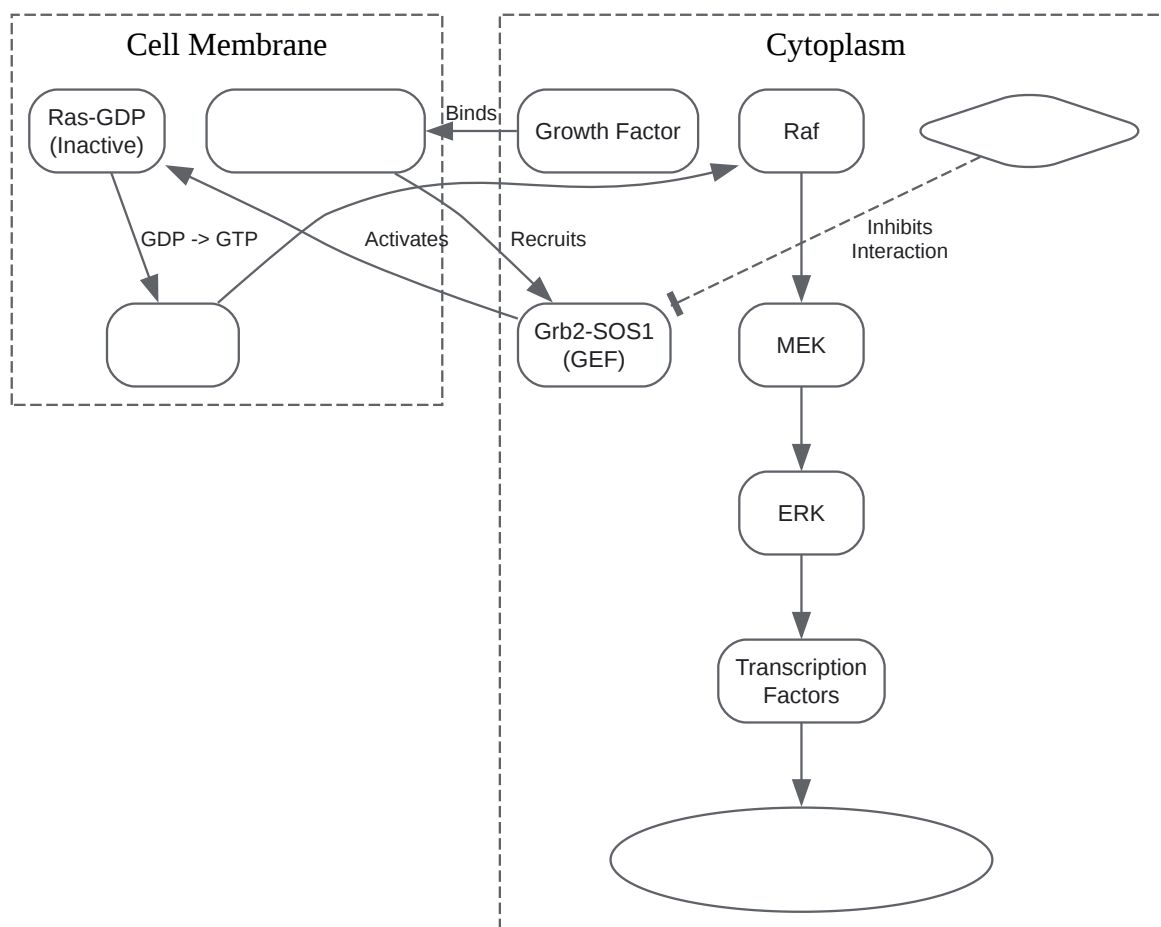 Cell Membrane
Cytoplasm
Ras-GDP
(Inactive)
Binds
Growth Factor
Raf
GDP -> GTP
Activates
Recruits
Inhibits
Interaction
Grb2-SOS1
(GEF)
MEK
ERK
Transcription
Factors